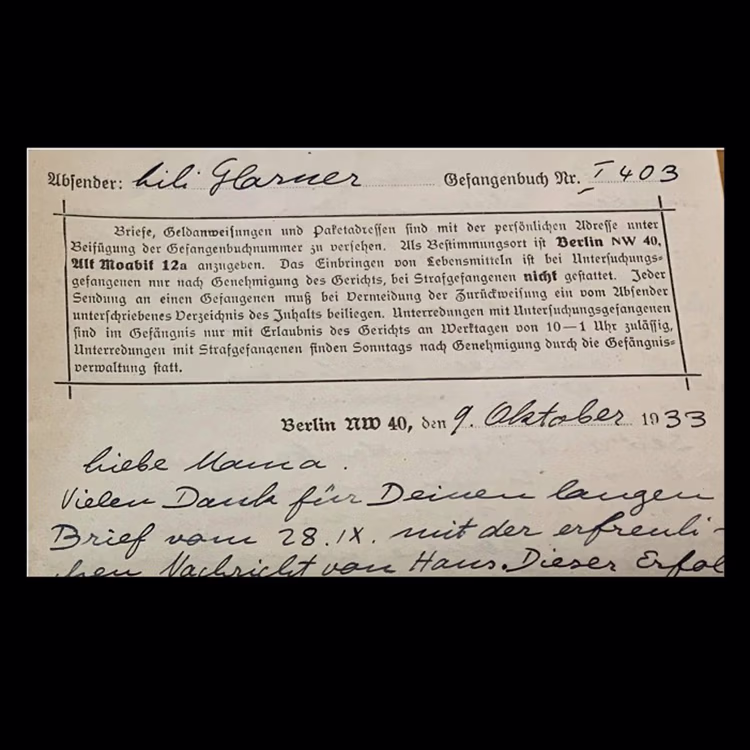 Absender: Lili Glarner Gefangenbuch Nr. I 403
Briefe, Geldanweisungen und Paketadressen sind mit der persönlichen Adresse unter
Beifügung der Gefangenbuchnummer zu versehen. Als Bestimmungsort ist Berlin NW 40,
Alt Moabit 12a anzugeben. Das Einbringen von Lebensmitteln ist bei Untersuchungs-
gefangenen nur nach Genehmigung des Gerichts, bei Strafgefangenen nicht gestattet. Jeder
Sendung an einen Gefangenen muß bei Vermeidung der Zurückweisung ein vom Absender
unterschriebenes Verzeichnis des Inhalts beiliegen. Unterredungen mit Untersuchungsgefangenen
sind im Gefängnis nur mit Erlaubnis des Gerichts an Werktagen von 10—1 Uhr zulässig,
Unterredungen mit Strafgefangenen finden Sonntags nach Genehmigung durch die Gefängnis-
verwaltung statt.
Berlin NW 40, den 9. Oktober 1933
Liebe Mama.
Vielen Dank für Deinen langen
Brief vom 28.IX. mit der erfreuli-
chen Nachricht von Hans. Dieser Erfol